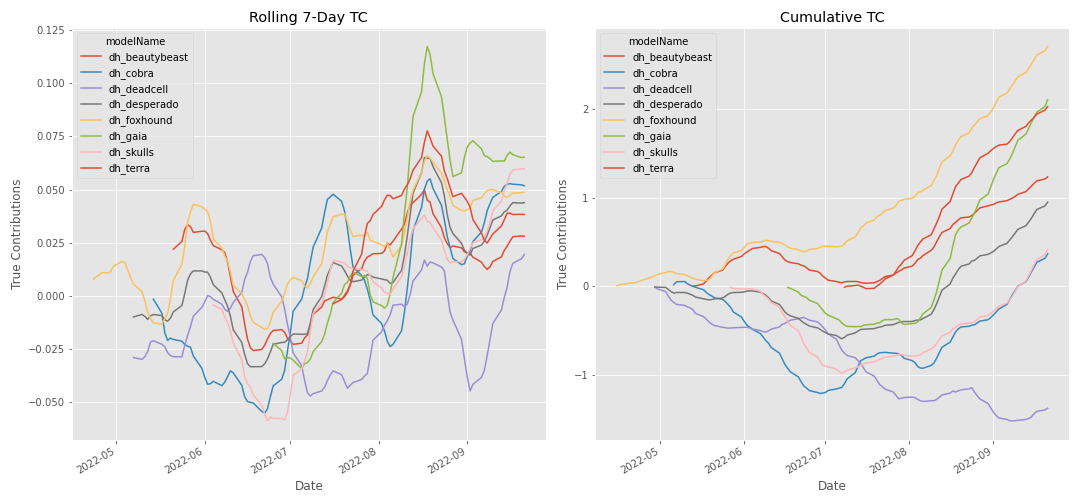 Rolling 7-Day TC
0.125
0.100
0.075
0.050
0.025
0.000
−0.025
−0.050
True Contributions
modelName
dh_beautybeast
dh_cobra
dh_deadcell
dh_desperado
dh_foxhound
dh_gaia
dh_skulls
dh_terra
2022-05
2022-06
2022-07
2022-08
2022-09
Date
Cumulative TC
2
1
0
−1
True Contributions
modelName
dh_beautybeast
dh_cobra
dh_deadcell
dh_desperado
dh_foxhound
dh_gaia
dh_skulls
dh_terra
2022-05
2022-06
2022-07
2022-08
2022-09
Date